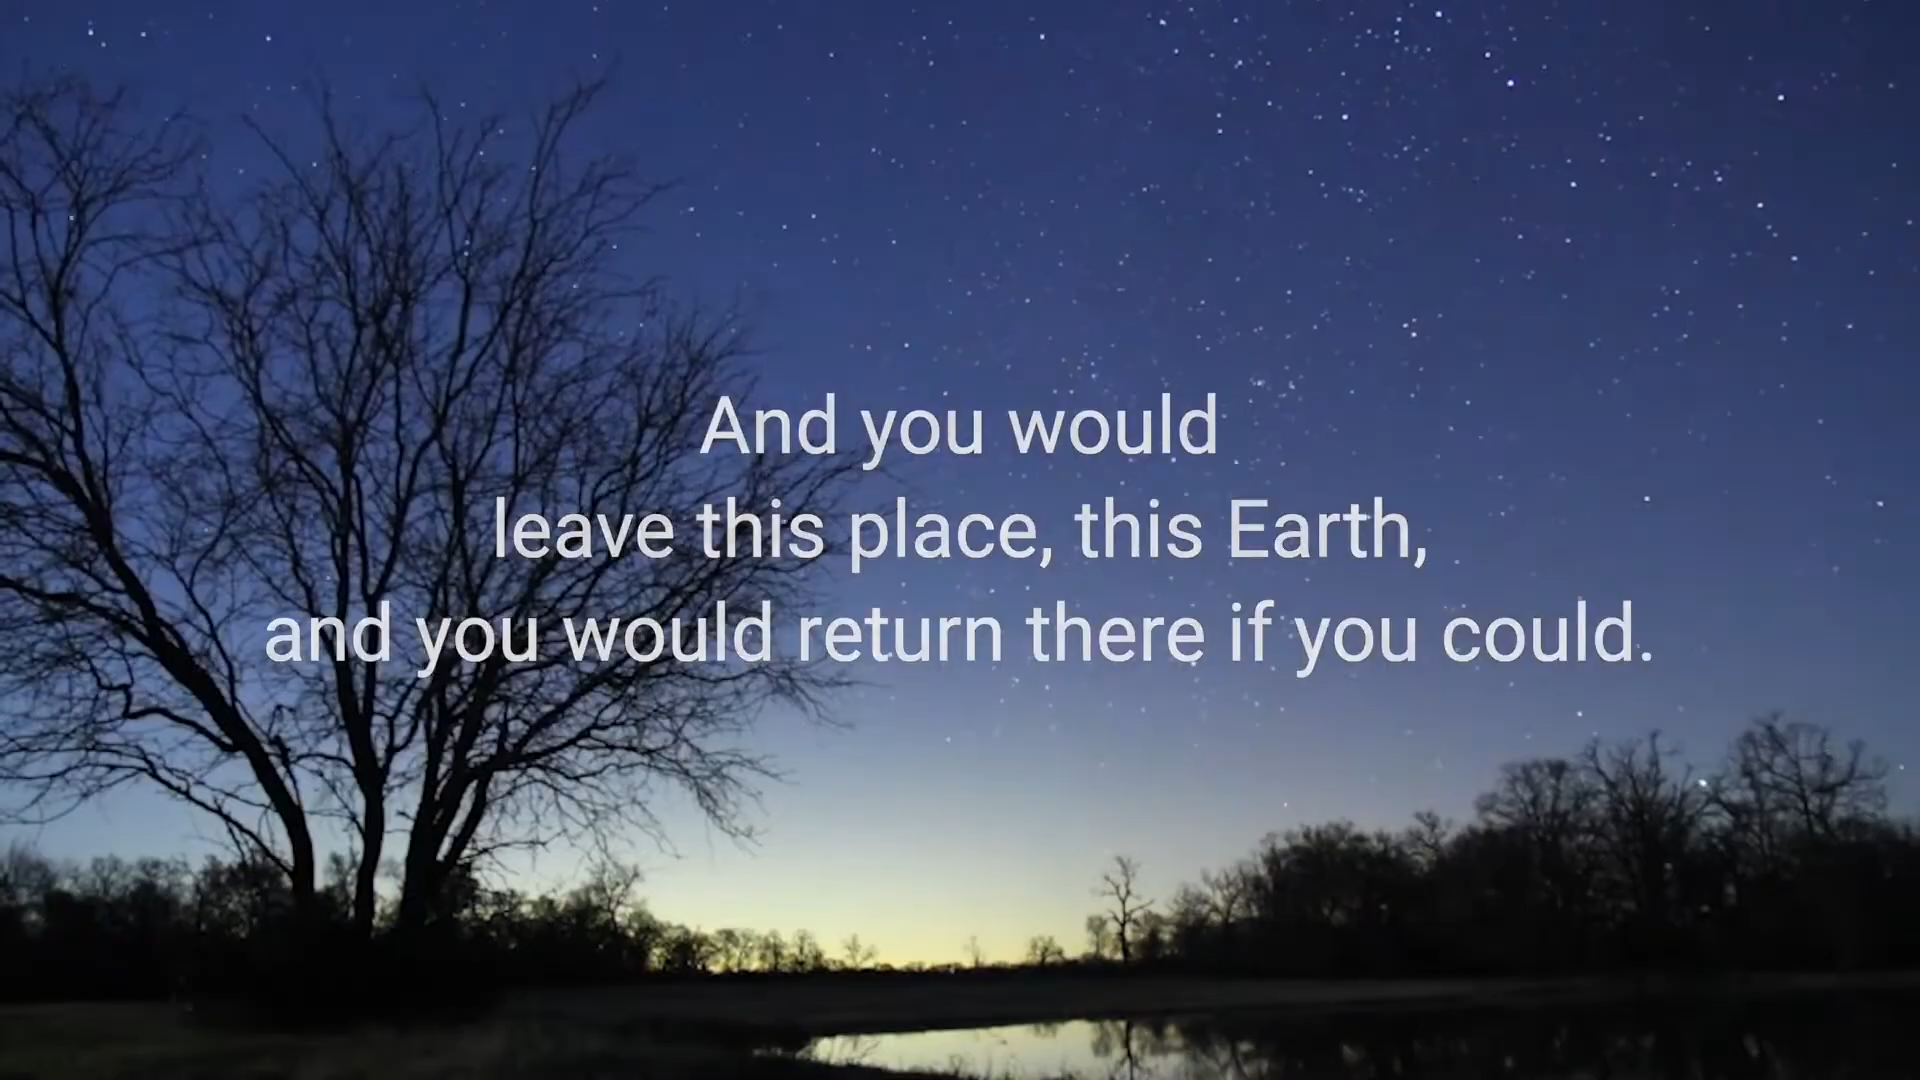 And you would
leave this place, this Earth,
and you would return there if you could.